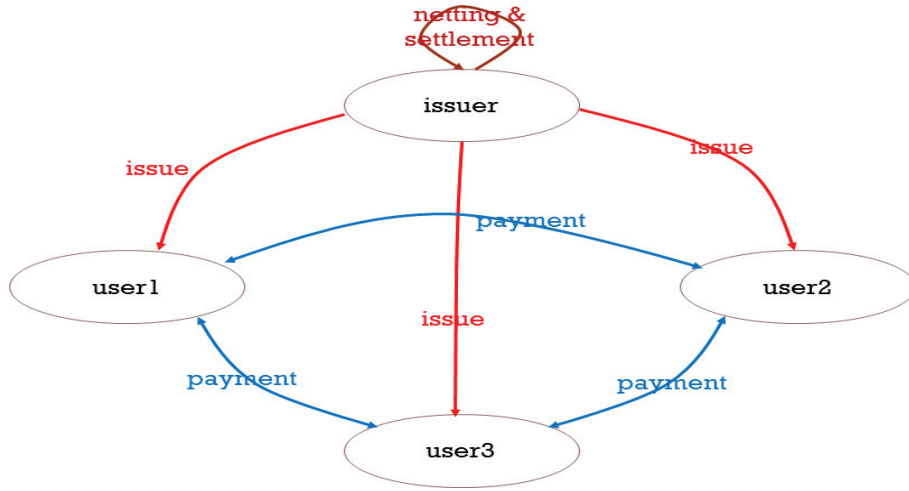 netting &
settlement
issuer
issue
issue
payment
user1
user2
issue
payment
payment
user3